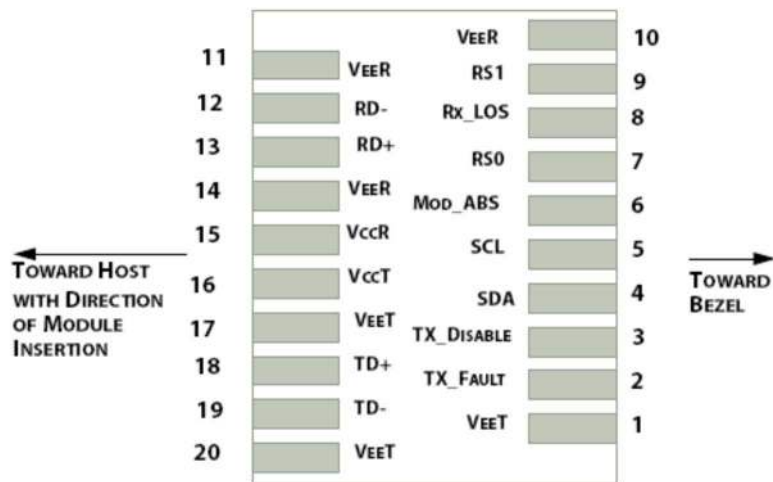 11 VEER
12 RD-
13 RD+
14 VEER
15 VCCR
16 VCCT
17 VEET
18 TD+
19 TD-
20 VEET
VEER 10
RS1 9
RX_LOS 8
RS0 7
MOD_ABS 6
SCL 5
SDA 4
TX_DISABLE 3
TX_FAULT 2
VEET 1
TOWARD HOST
WITH DIRECTION
OF MODULE
INSERTION
TOWARD
BEZEL